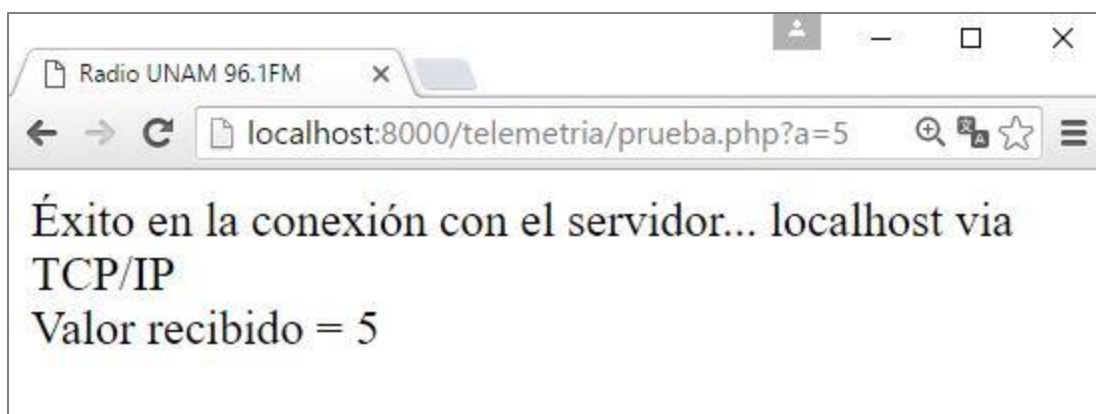 Radio UNAM 96.1FM
localhost:8000/telemetria/prueba.php?a=5
Éxito en la conexión con el servidor... localhost via
TCP/IP
Valor recibido = 5